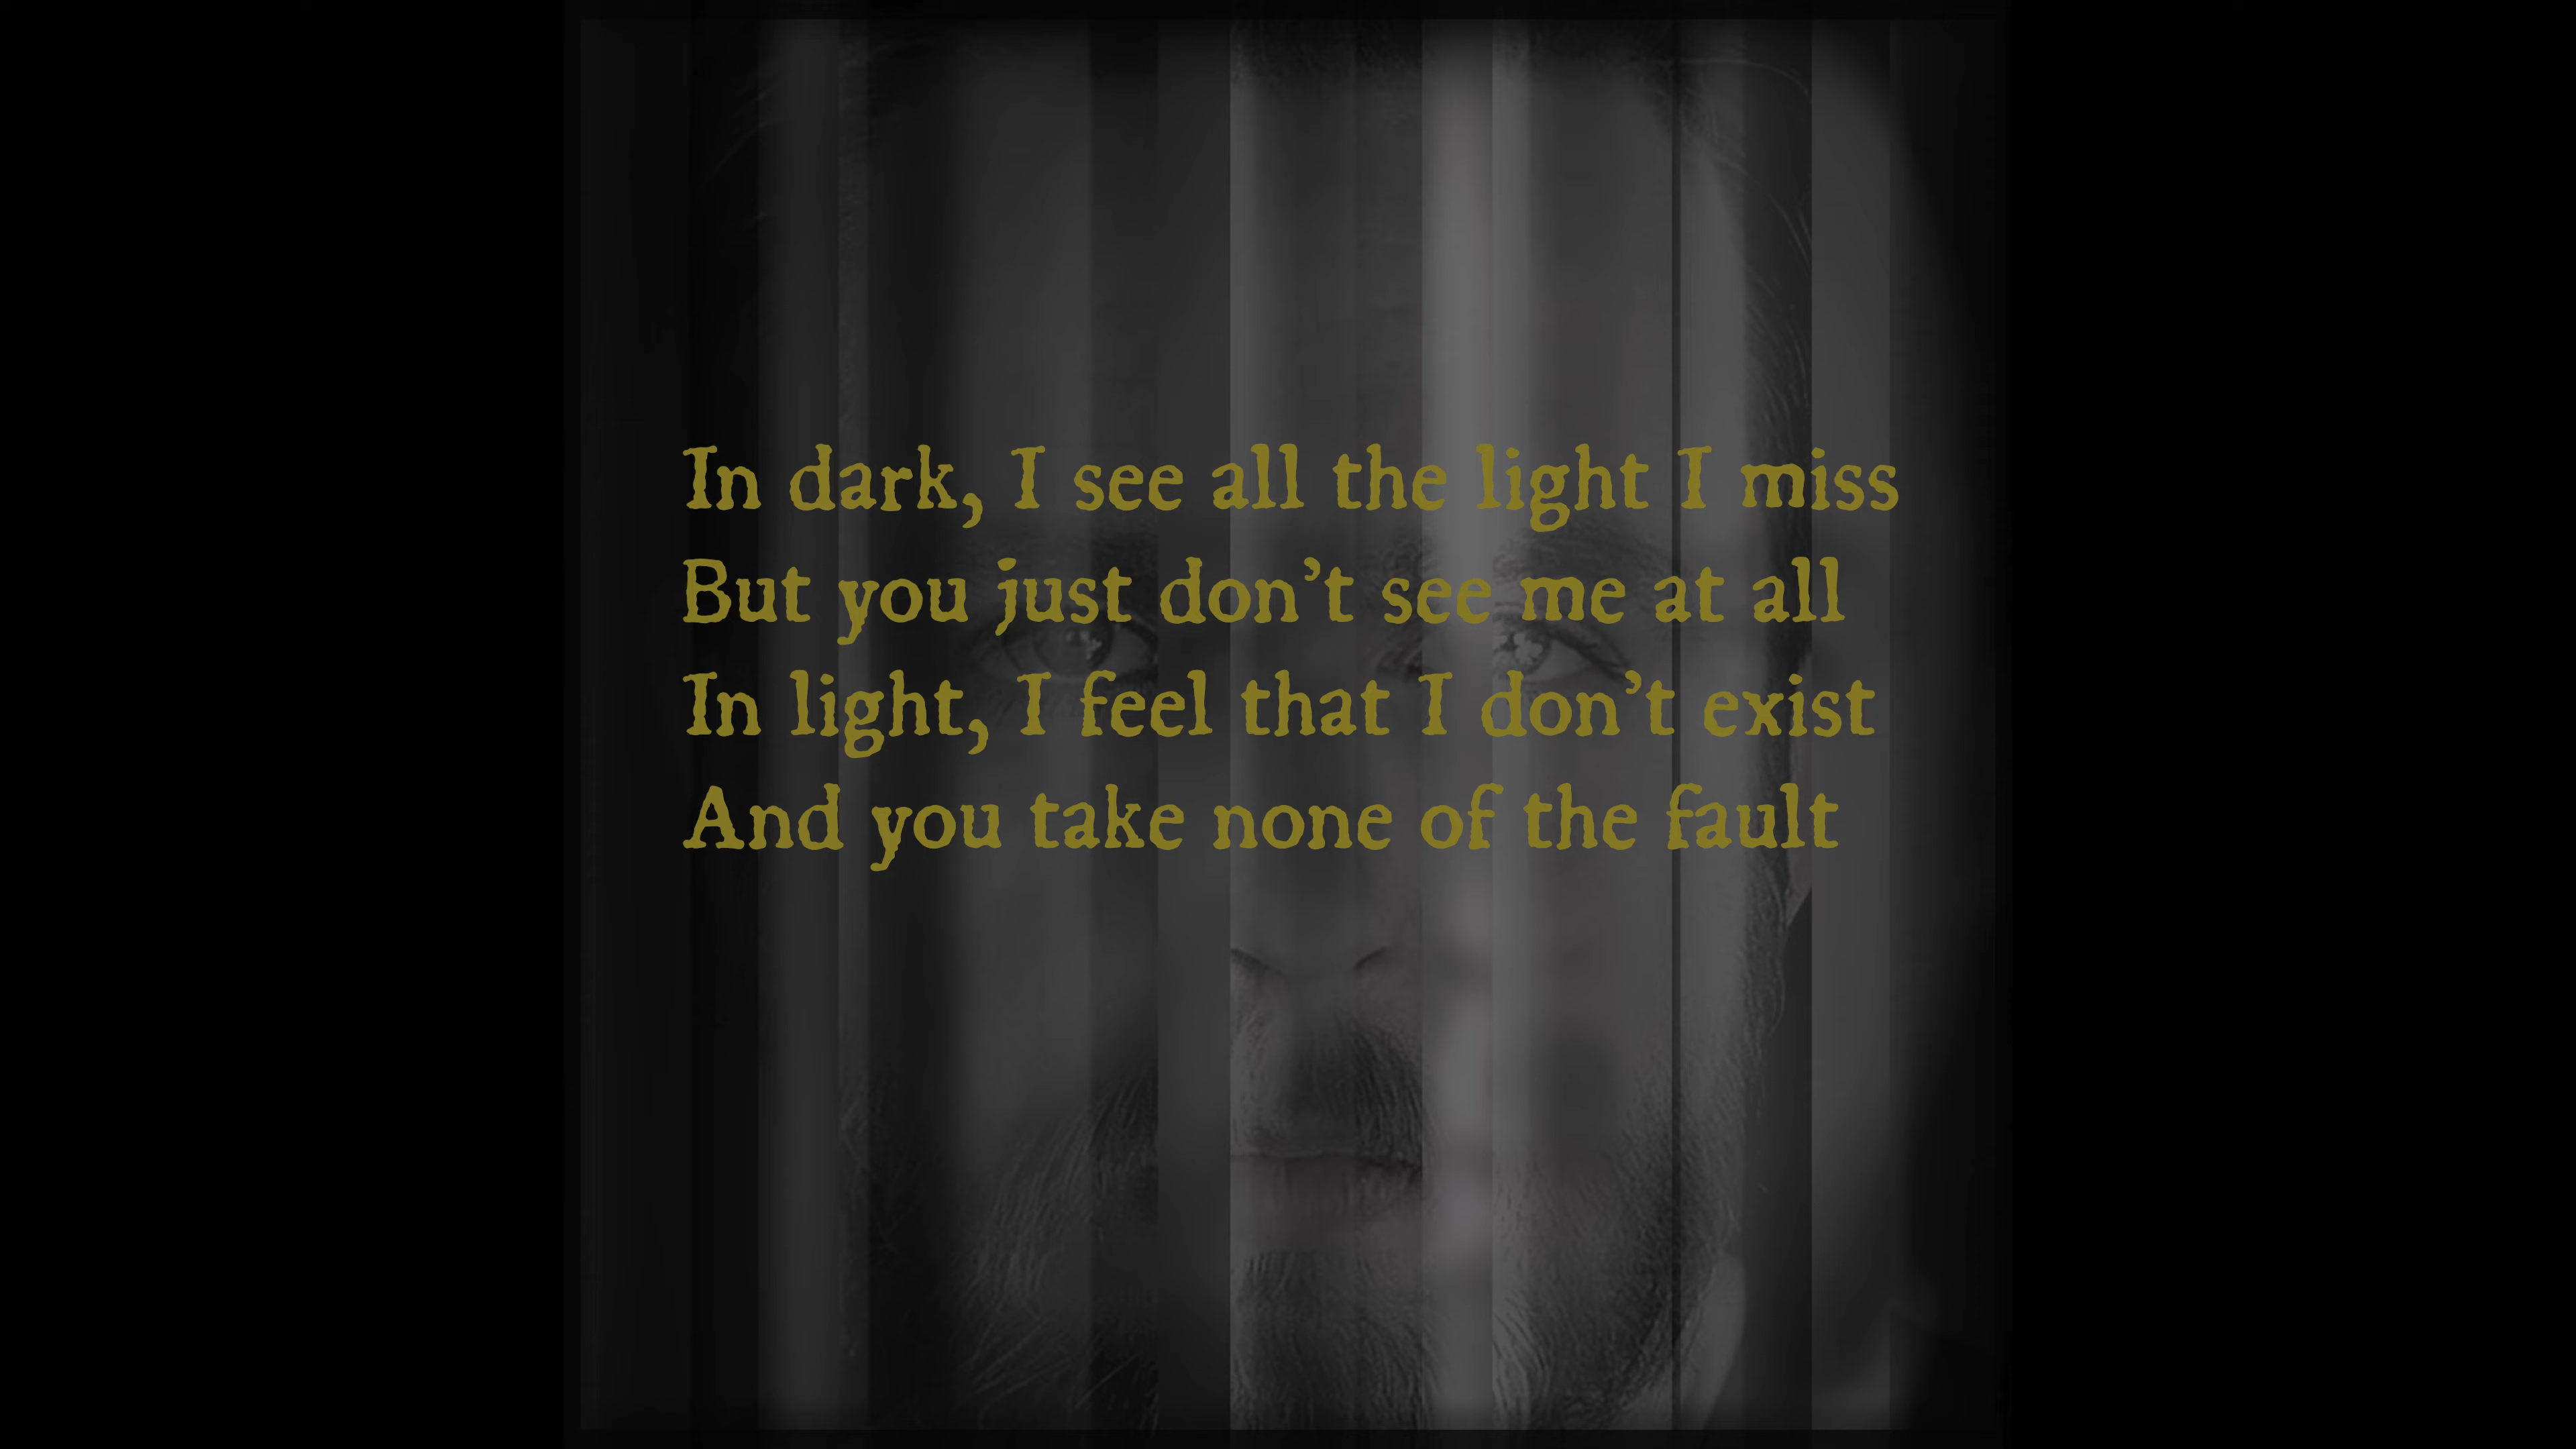 In dark, I see all the light I miss
But you just don’t see me at all
In light, I feel that I don’t exist
And you take none of the fault